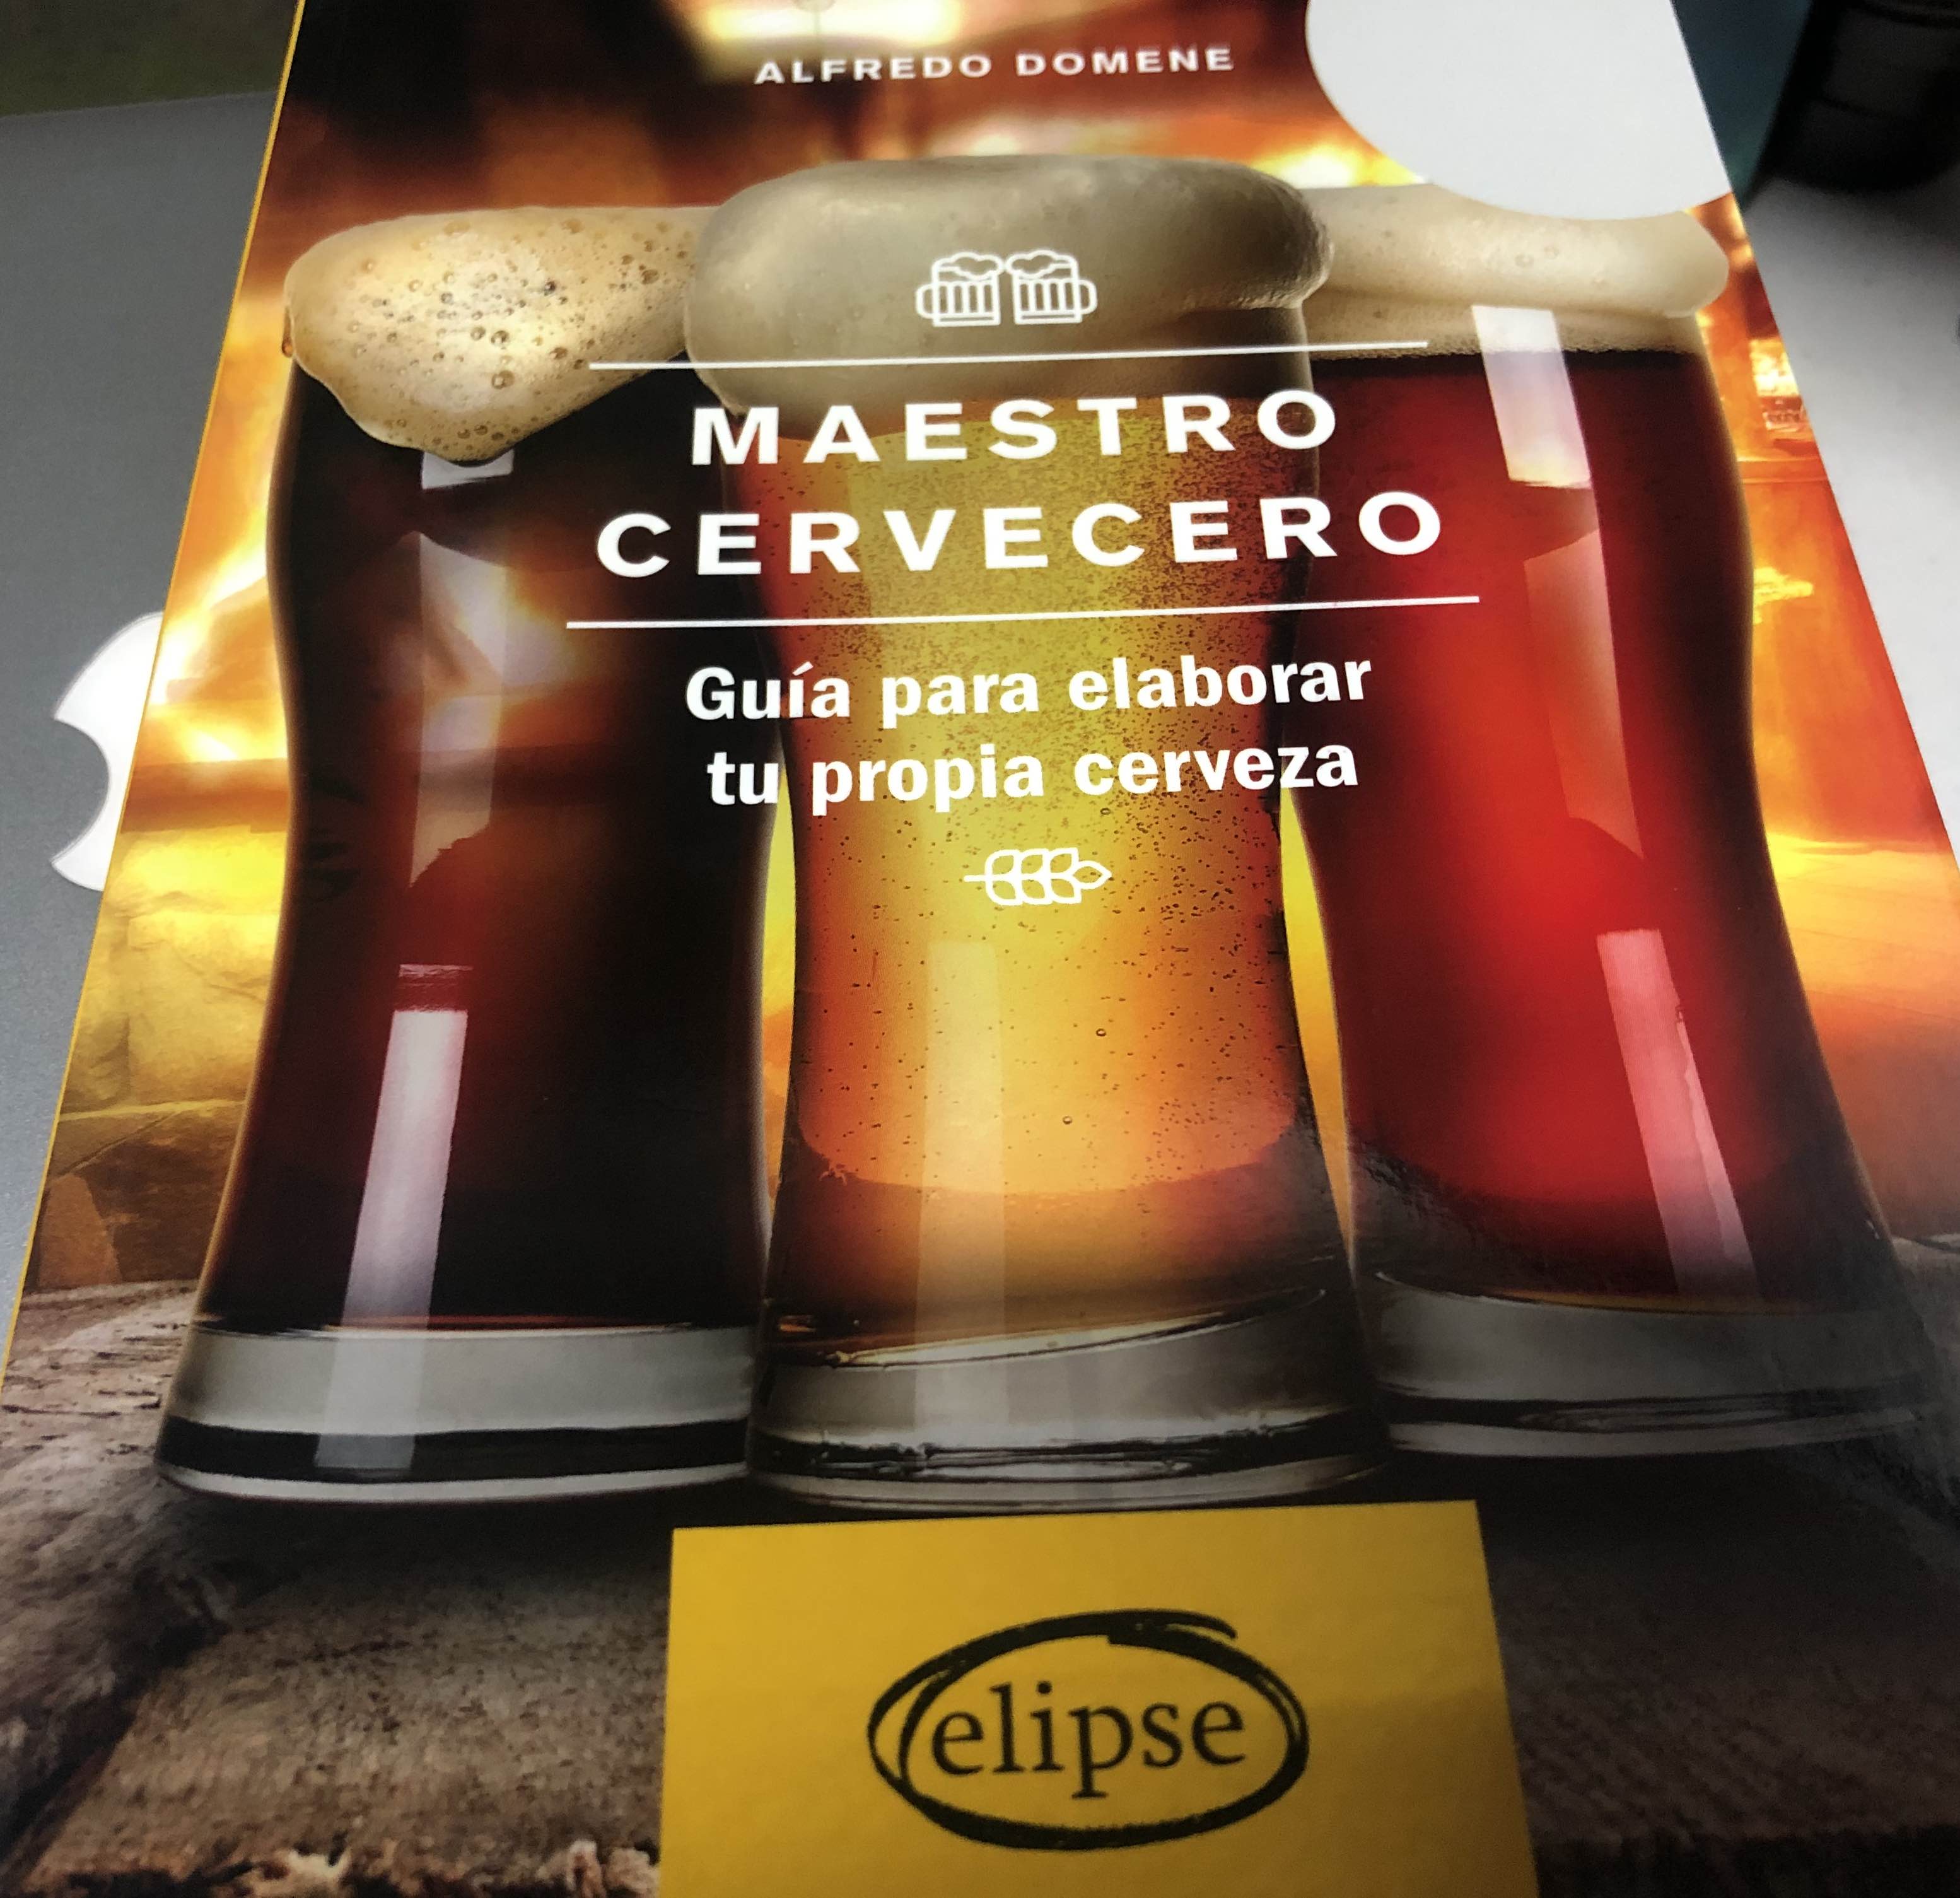 ALFREDO DOMENE
MAESTRO
CERVECERO
Guía para elaborar
tu propia cerveza
elipse